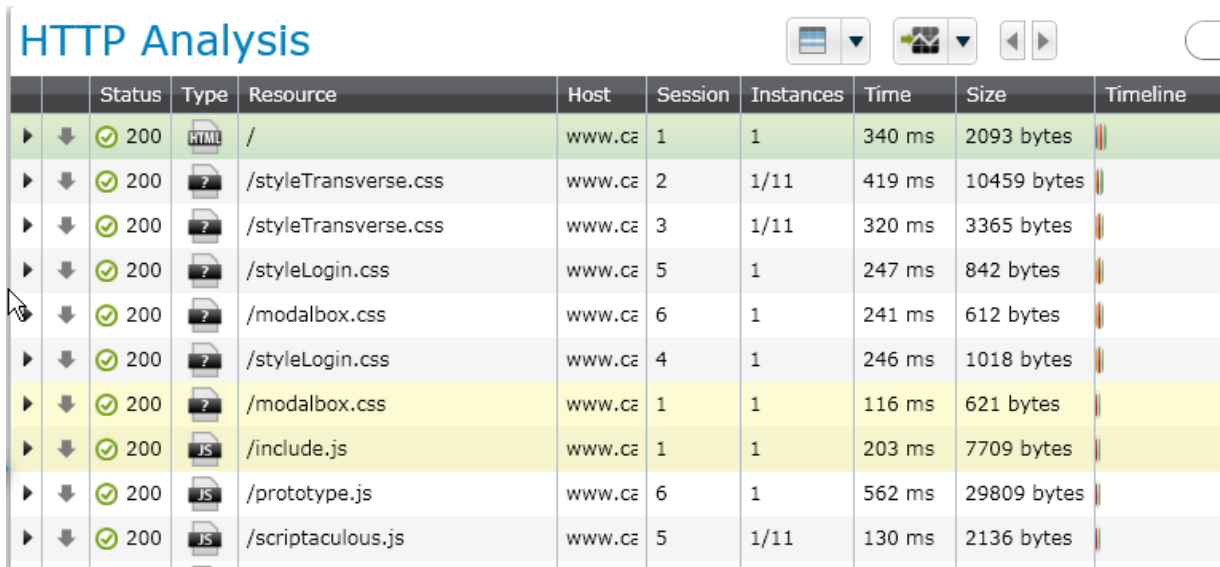 HTTP Analysis
Status Type Resource Host Session Instances Time Size Timeline
200 HTML / www.ca 1 1 340 ms 2093 bytes
200 ? /styleTransverse.css www.ca 2 1/11 419 ms 10459 bytes
200 ? /styleTransverse.css www.ca 3 1/11 320 ms 3365 bytes
200 ? /styleLogin.css www.ca 5 1 247 ms 842 bytes
200 ? /modalbox.css www.ca 6 1 241 ms 612 bytes
200 ? /styleLogin.css www.ca 4 1 246 ms 1018 bytes
200 ? /modalbox.css www.ca 1 1 116 ms 621 bytes
200 JS /include.js www.ca 1 1 203 ms 7709 bytes
200 JS /prototype.js www.ca 6 1 562 ms 29809 bytes
200 JS /scriptaculous.js www.ca 5 1/11 130 ms 2136 bytes